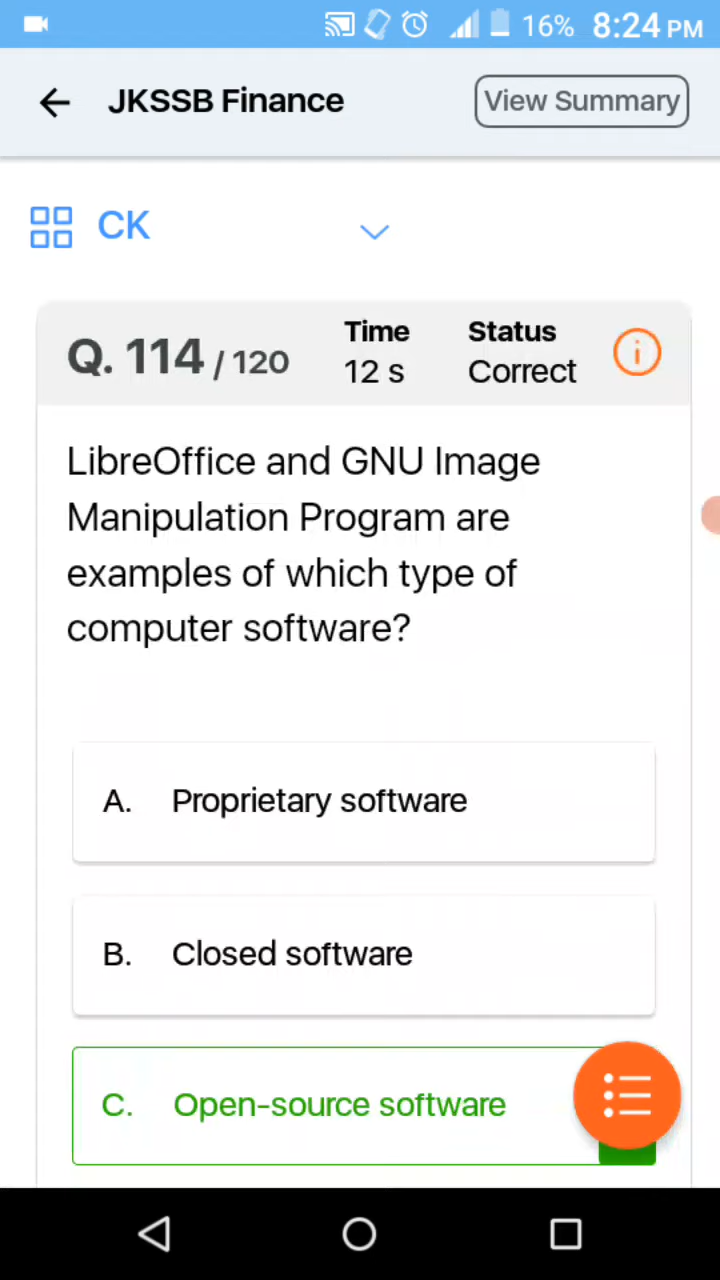 16% 8:24 PM
JKSSB Finance
View Summary
CK
Q. 114 / 120
Time
12 s
Status
Correct
LibreOffice and GNU Image
Manipulation Program are
examples of which type of
computer software?
A. Proprietary software
B. Closed software
C. Open-source software